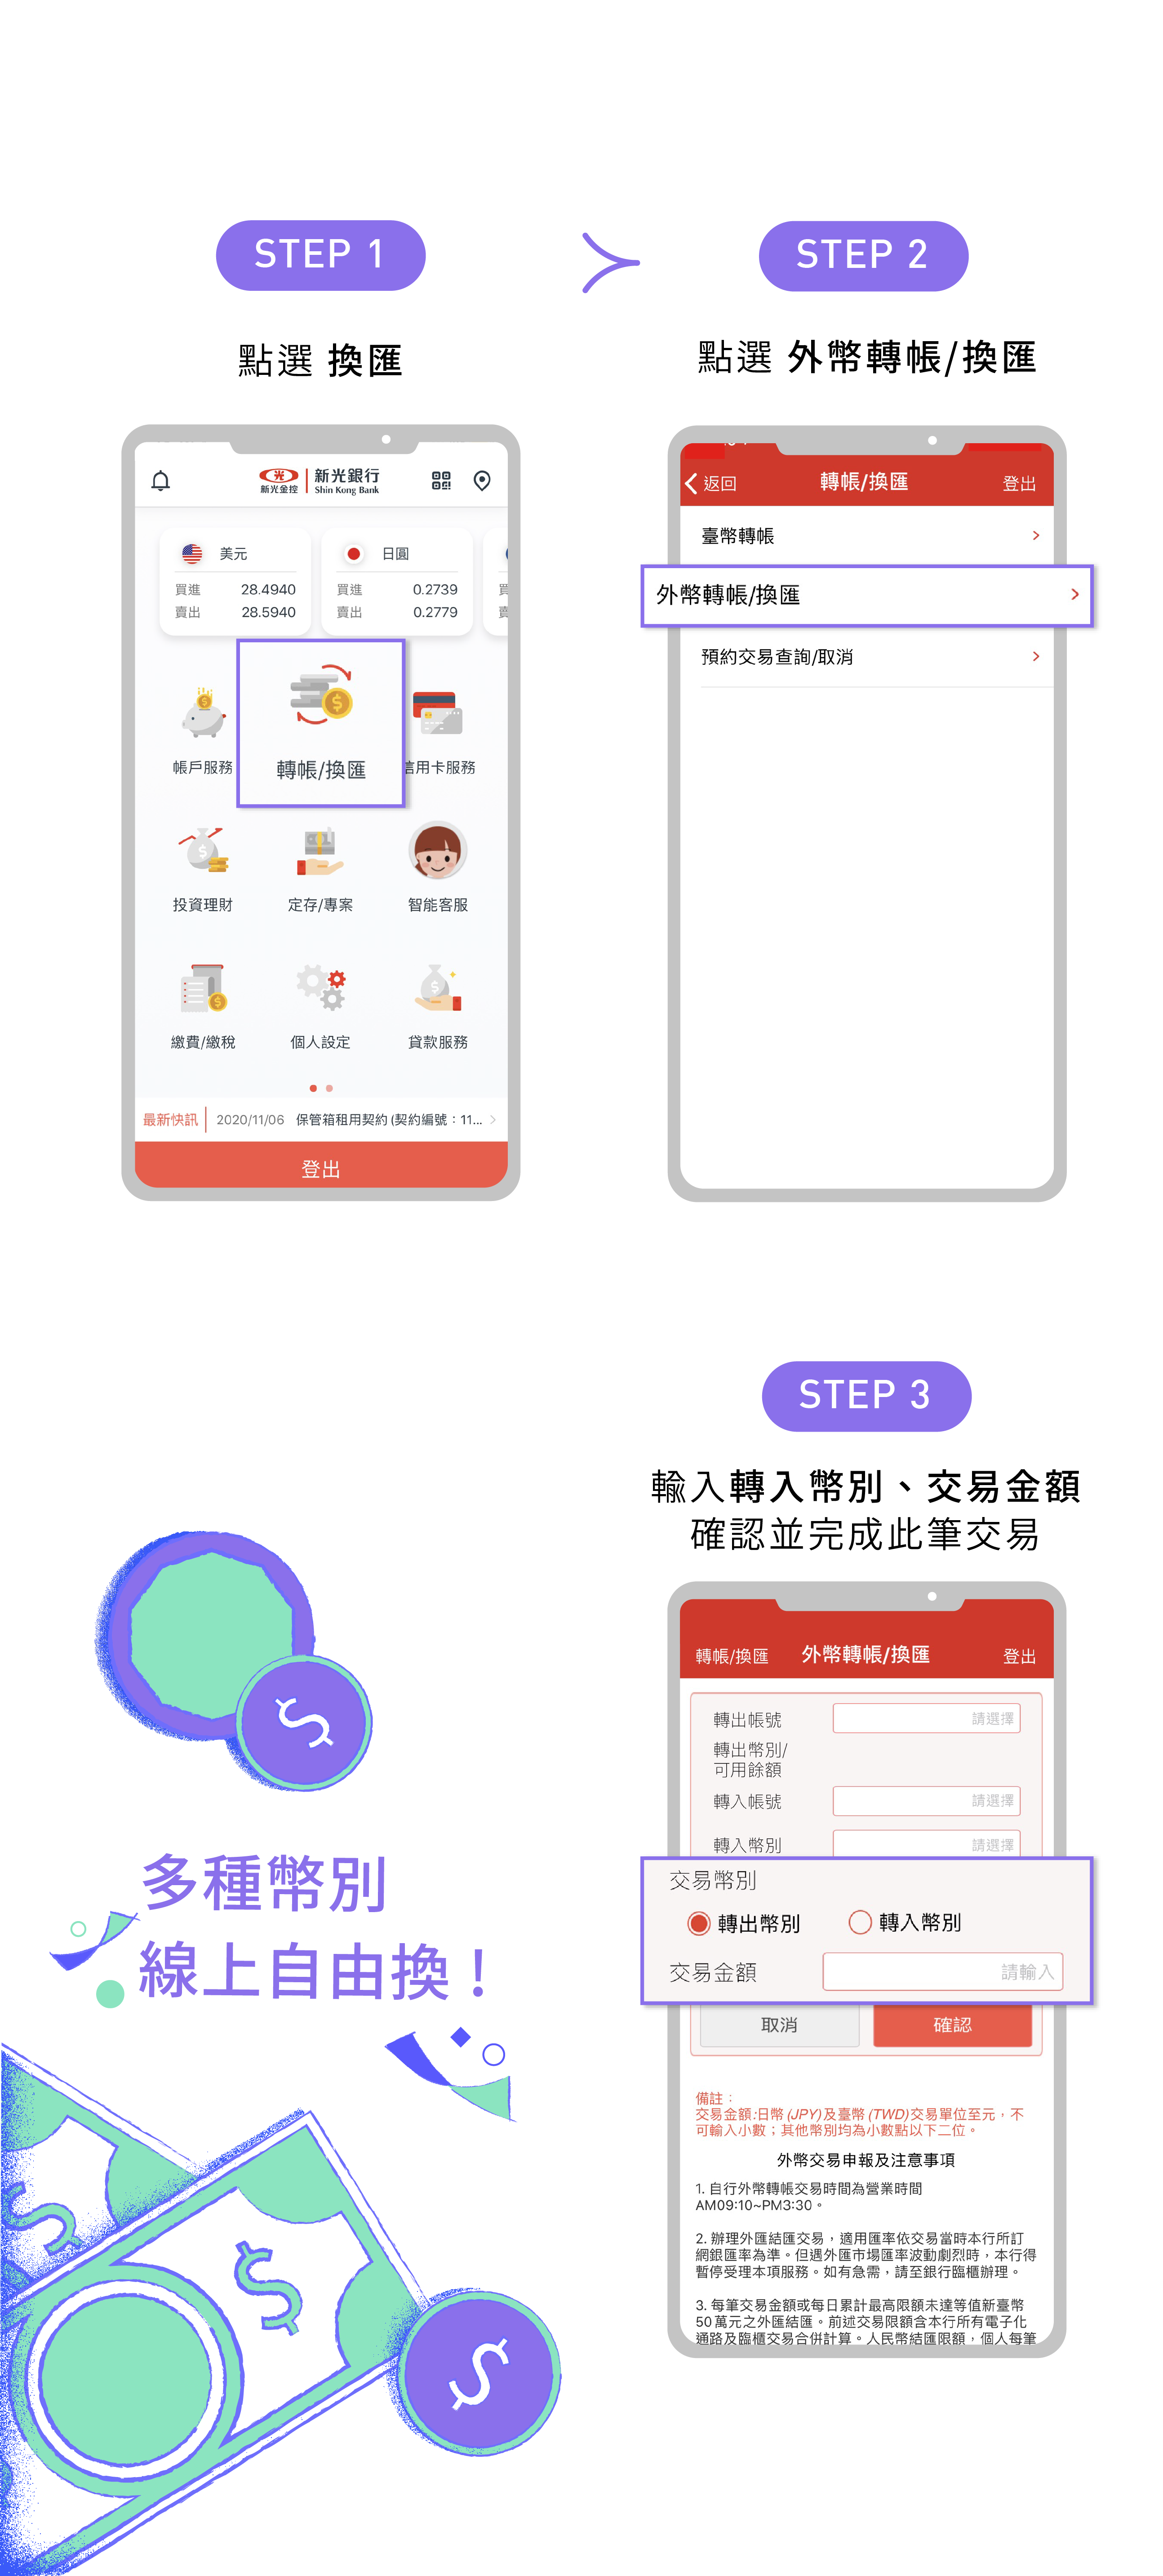 STEP 1
點選 換匯
新光金控
新光銀行
Shin Kong Bank
美元
買進 28.4940
賣出 28.5940
日圓
買進 0.2739
賣出 0.2779
帳戶服務
轉帳/換匯
信用卡服務
投資理財
定存/專案
智能客服
繳費/繳稅
個人設定
貸款服務
最新快訊 2020/11/06 保管箱租用契約 (契約編號：11...
登出
STEP 2
點選 外幣轉帳/換匯
返回 轉帳/換匯 登出
臺幣轉帳
外幣轉帳/換匯
預約交易查詢/取消
多種幣別
線上自由換！
STEP 3
輸入轉入幣別、交易金額
確認並完成此筆交易
轉帳/換匯 外幣轉帳/換匯 登出
轉出帳號 請選擇
轉出幣別/
可用餘額
轉入帳號 請選擇
轉入幣別 請選擇
交易幣別
轉出幣別 轉入幣別
交易金額 請輸入
取消 確認
備註：
交易金額:日幣 (JPY)及臺幣 (TWD)交易單位至元，不
可輸入小數；其他幣別均為小數點以下二位。
外幣交易申報及注意事項
1. 自行外幣轉帳交易時間為營業時間
AM09:10~PM3:30。
2. 辦理外匯結匯交易，適用匯率依交易當時本行所訂
網銀匯率為準。但遇外匯市場匯率波動劇烈時，本行得
暫停受理本項服務。如有急需，請至銀行臨櫃辦理。
3. 每筆交易金額或每日累計最高限額未達等值新臺幣
50 萬元之外匯結匯。前述交易限額含本行所有電子化
通路及臨櫃交易合併計算。人民幣結匯限額，個人每筆